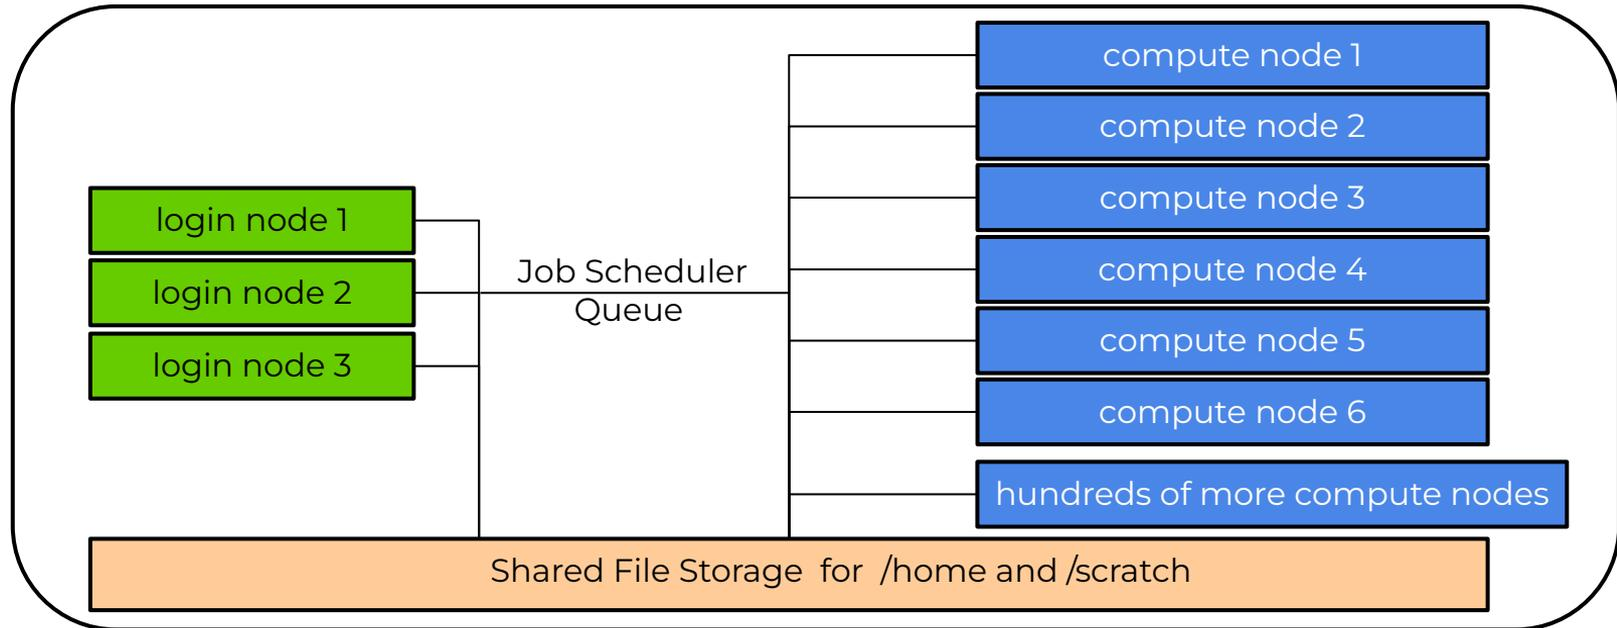 login node 1
login node 2
login node 3
Job Scheduler
Queue
compute node 1
compute node 2
compute node 3
compute node 4
compute node 5
compute node 6
hundreds of more compute nodes
Shared File Storage for /home and /scratch